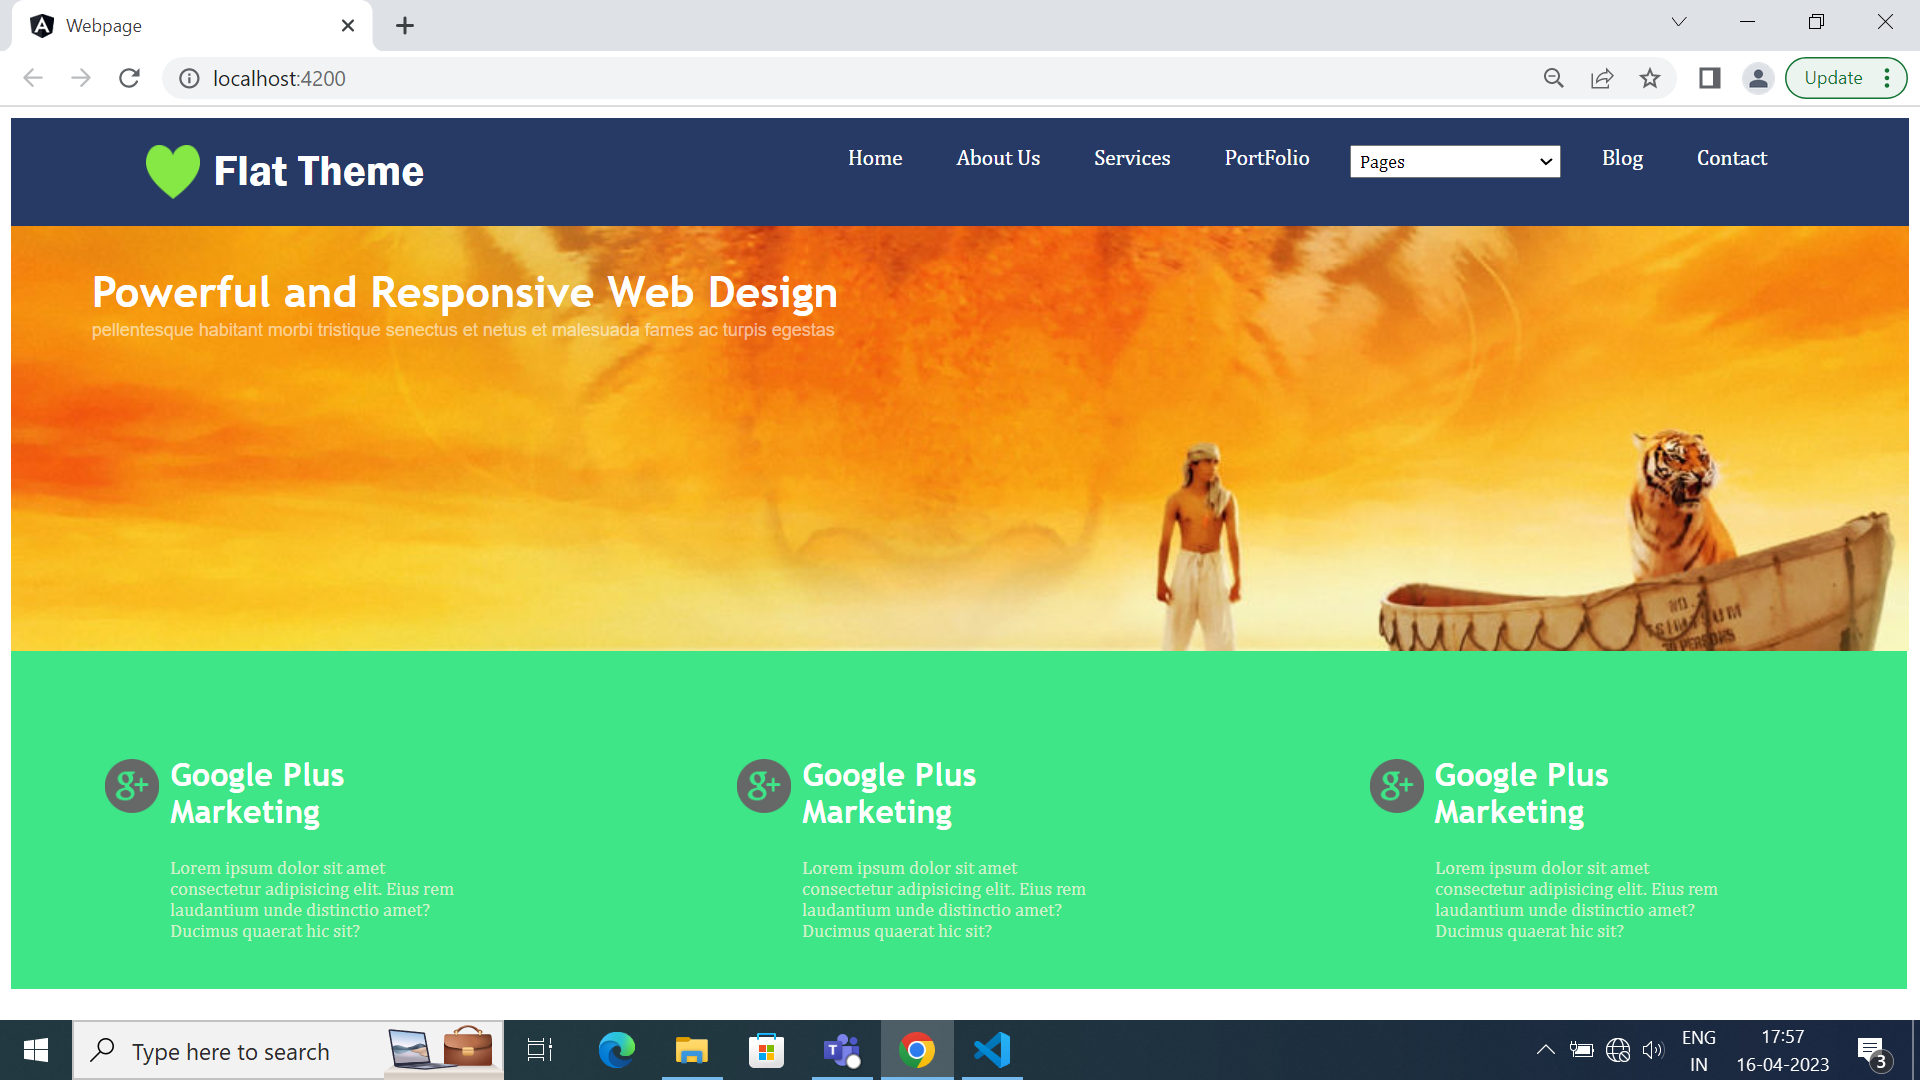 Webpage
localhost:4200
Update
Flat Theme
Home About Us Services PortFolio Pages Blog Contact
Powerful and Responsive Web Design
pellentesque habitant morbi tristique senectus et netus et malesuada fames ac turpis egestas
NO.
PERSONS
g+ Google Plus
Marketing
Lorem ipsum dolor sit amet
consectetur adipisicing elit. Eius rem
laudantium unde distinctio amet?
Ducimus quaerat hic sit?
g+ Google Plus
Marketing
Lorem ipsum dolor sit amet
consectetur adipisicing elit. Eius rem
laudantium unde distinctio amet?
Ducimus quaerat hic sit?
g+ Google Plus
Marketing
Lorem ipsum dolor sit amet
consectetur adipisicing elit. Eius rem
laudantium unde distinctio amet?
Ducimus quaerat hic sit?
Type here to search
ENG
IN
17:57
16-04-2023
3